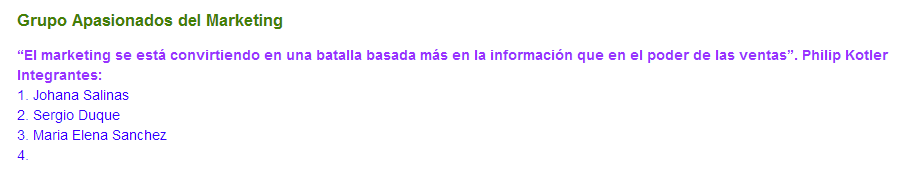 Grupo Apasionados del Marketing
“El marketing se está convirtiendo en una batalla basada más en la información que en el poder de las ventas”. Philip Kotler
Integrantes:
1. Johana Salinas
2. Sergio Duque
3. Maria Elena Sanchez
4.